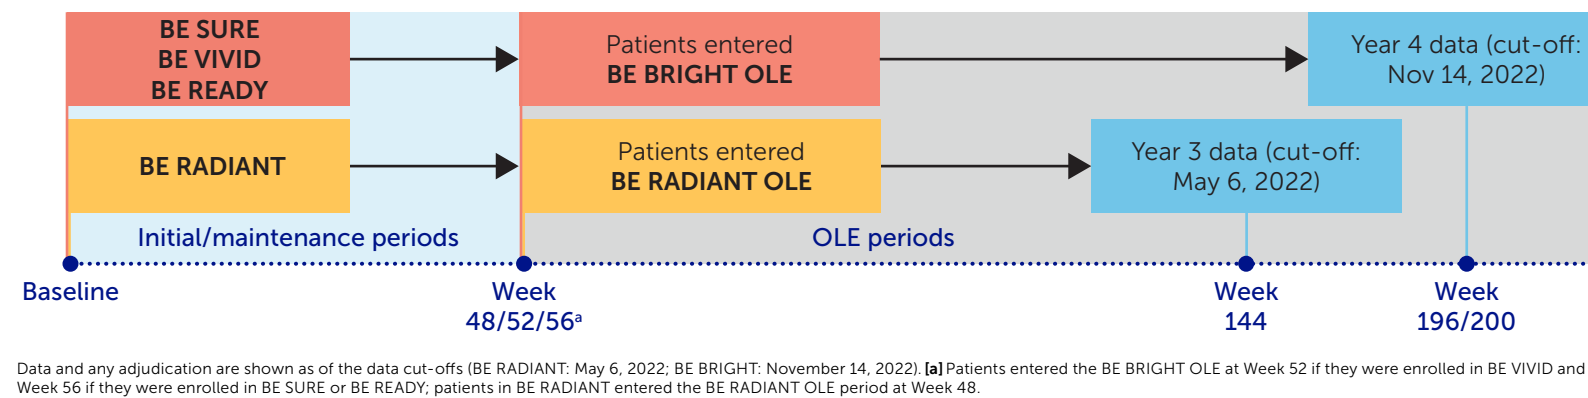 BE SURE
BE VIVID
BE READY
Patients entered
BE BRIGHT OLE
Year 4 data (cut-off:
Nov 14, 2022)
BE RADIANT
Patients entered
BE RADIANT OLE
Year 3 data (cut-off:
May 6, 2022)
Initial/maintenance periods
OLE periods
Baseline
Week
48/52/56ᵃ
Week
144
Week
196/200
Data and any adjudication are shown as of the data cut-offs (BE RADIANT: May 6, 2022; BE BRIGHT: November 14, 2022). [a] Patients entered the BE BRIGHT OLE at Week 52 if they were enrolled in BE VIVID and
Week 56 if they were enrolled in BE SURE or BE READY; patients in BE RADIANT entered the BE RADIANT OLE period at Week 48.